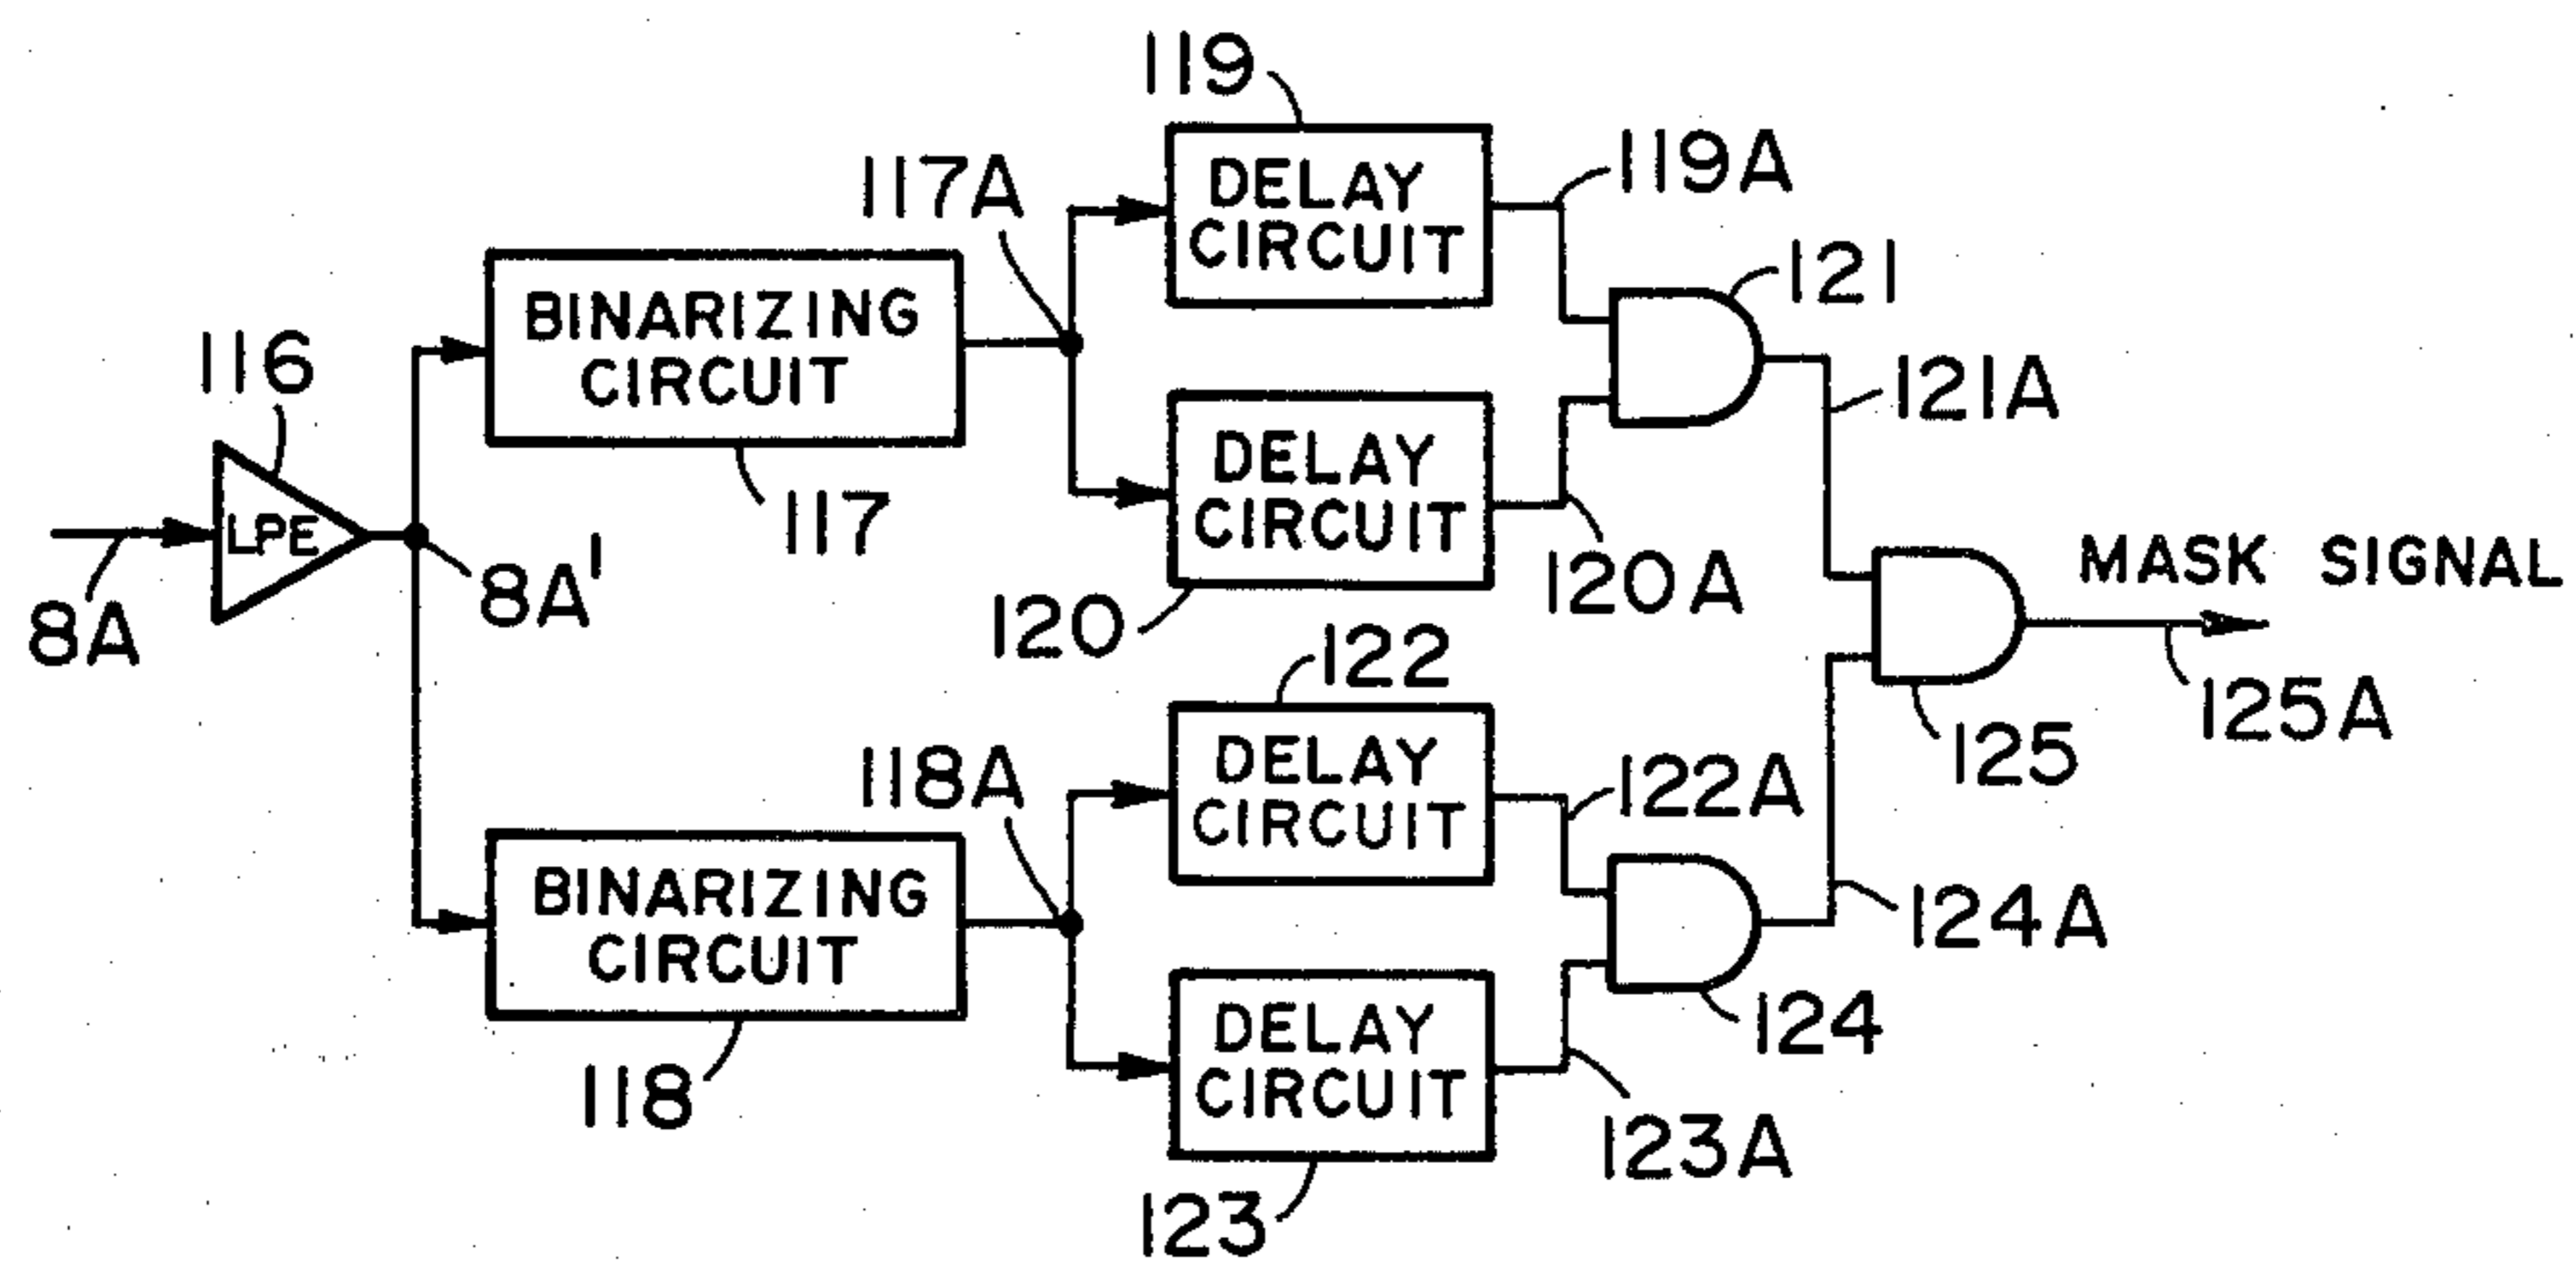 119
DELAY
CIRCUIT
119A
117A
121
BINARIZING
CIRCUIT
116
121A
DELAY
CIRCUIT
117
LPE
8A
8A'
120
120A
MASK SIGNAL
122
125A
125
DELAY
CIRCUIT
122A
118A
BINARIZING
CIRCUIT
124A
124
DELAY
CIRCUIT
118
123A
123